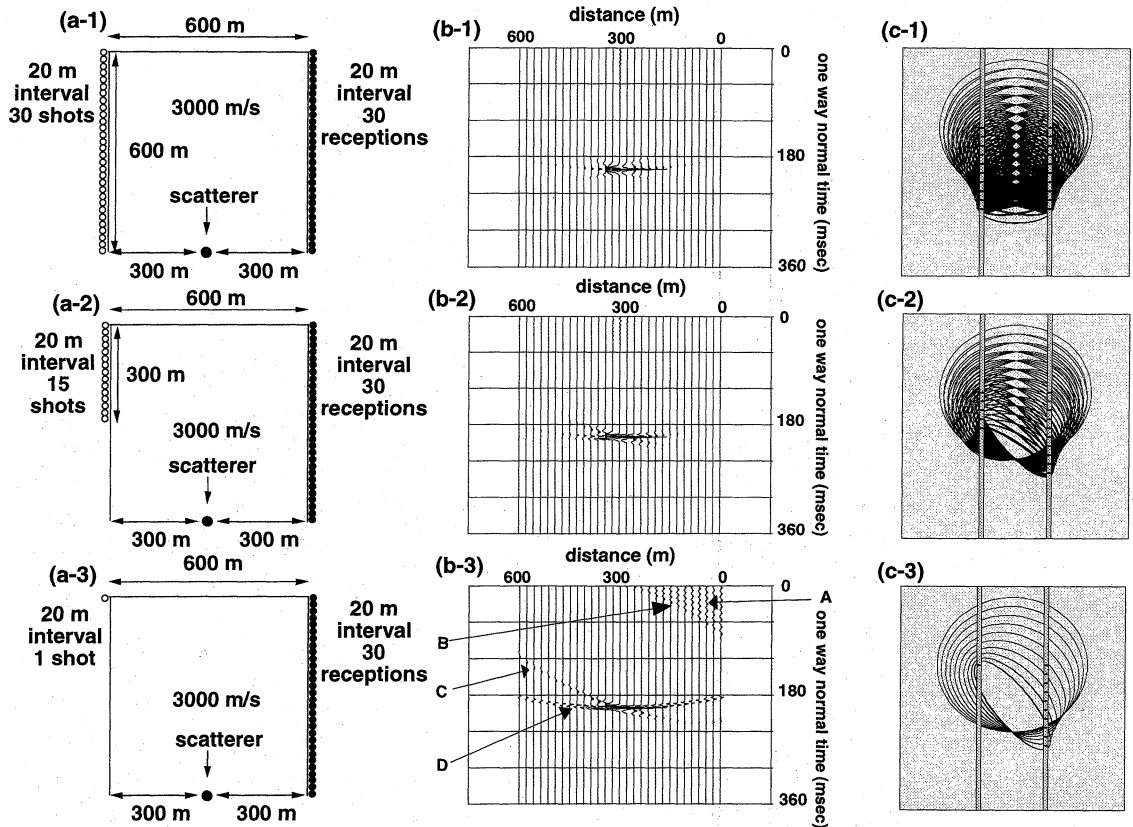 (a-1)
600 m
20 m
interval
30 shots
3000 m/s
600 m
scatterer
300 m
300 m
20 m
interval
30
receptions
(b-1)
distance (m)
600
300
0
0
180
360
one way normal time (msec)
(c-1)
(a-2)
600 m
20 m
interval
15
shots
300 m
3000 m/s
scatterer
300 m
300 m
20 m
interval
30
receptions
(b-2)
distance (m)
600
300
0
0
180
360
one way normal time (msec)
(c-2)
(a-3)
600 m
20 m
interval
1 shot
3000 m/s
scatterer
300 m
300 m
20 m
interval
30
receptions
(b-3)
distance (m)
600
300
0
0
A
B
C
D
180
360
one way normal time (msec)
(c-3)